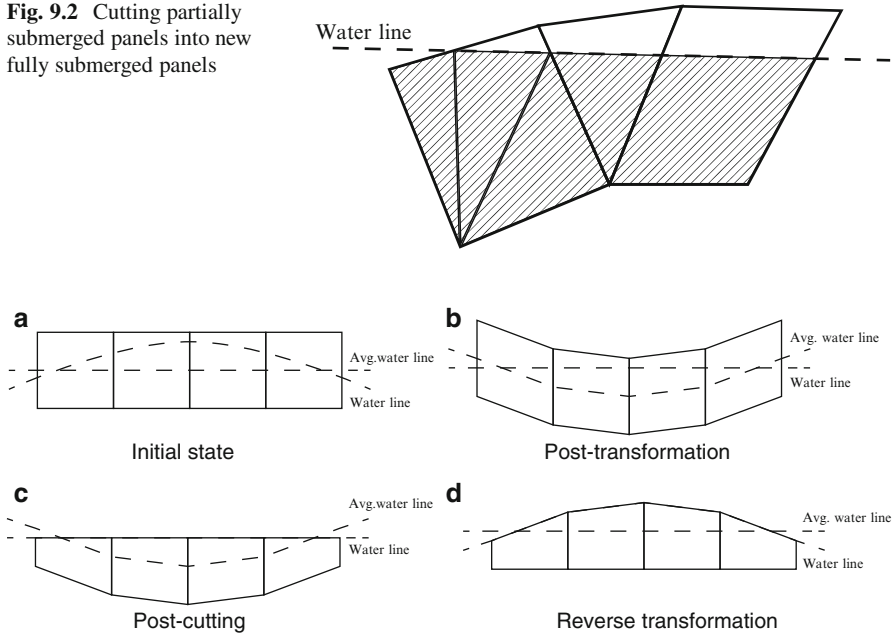 Fig. 9.2 Cutting partially
submerged panels into new
fully submerged panels
Water line
a
Avg.water line
Water line
Initial state
b
Avg. water line
Water line
Post-transformation
c
Avg.water line
Water line
Post-cutting
d
Avg. water line
Water line
Reverse transformation